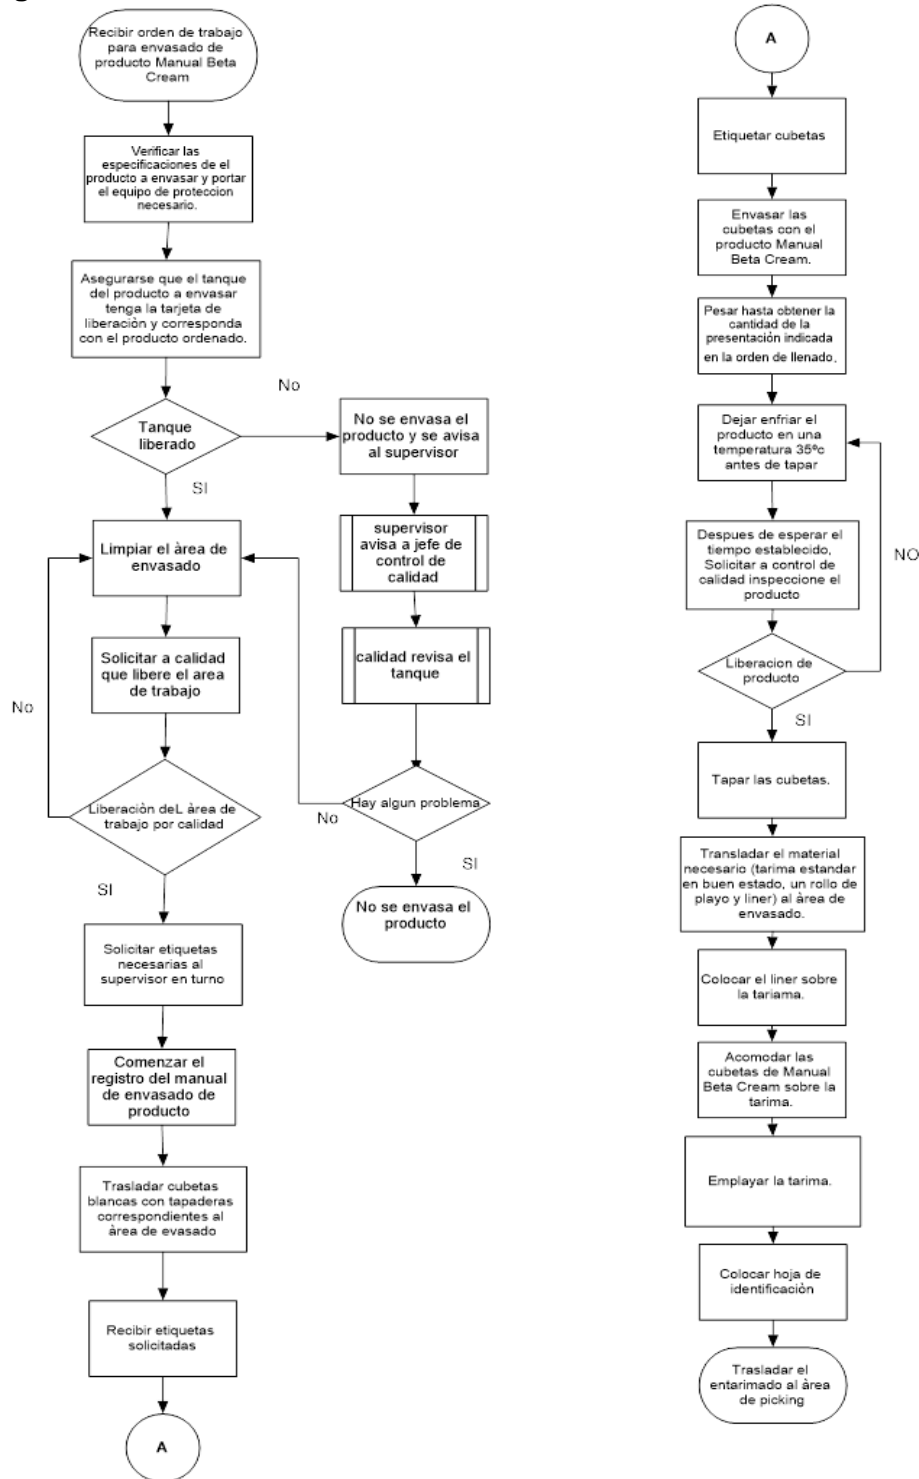 Recibir orden de trabajo
para envasado de
producto Manual Beta
Cream
Verificar las
especificaciones de el
producto a envasar y portar
el equipo de proteccion
necesario.
Asegurarse que el tanque
del producto a envasar
tenga la tarjeta de
liberaciòn y corresponda
con el producto ordenado.
No
Tanque
liberado
SI
No se envasa el
producto y se avisa
al supervisor
supervisor
avisa a jefe de
control de
calidad
calidad revisa el
tanque
Hay algun problema
No
SI
No se envasa el
producto
Limpiar el àrea de
envasado
Solicitar a calidad
que libere el area
de trabajo
No
Liberaciòn deL àrea de
trabajo por calidad
SI
Solicitar etiquetas
necesarias al
supervisor en turno
Comenzar el
registro del manual
de envasado de
producto
Trasladar cubetas
blancas con tapaderas
correspondientes al
àrea de evasado
Recibir etiquetas
solicitadas
A
A
Etiquetar cubetas
Envasar las
cubetas con el
producto Manual
Beta Cream.
Pesar hasta obtener la
cantidad de la
presentación indicada
en la orden de llenado.
Dejar enfriar el
producto en una
temperatura 35ºc
antes de tapar
Despues de esperar el
tiempo establecido,
Solicitar a control de
calidad inspeccione el
producto
NO
Liberacion de
producto
SI
Tapar las cubetas.
Transladar el material
necesario (tarima estandar
en buen estado, un rollo de
playo y liner) al àrea de
envasado.
Colocar el liner sobre
la tariama.
Acomodar las
cubetas de Manual
Beta Cream sobre la
tarima.
Emplayar la tarima.
Colocar hoja de
identificación
Trasladar el
entarimado al àrea
de picking